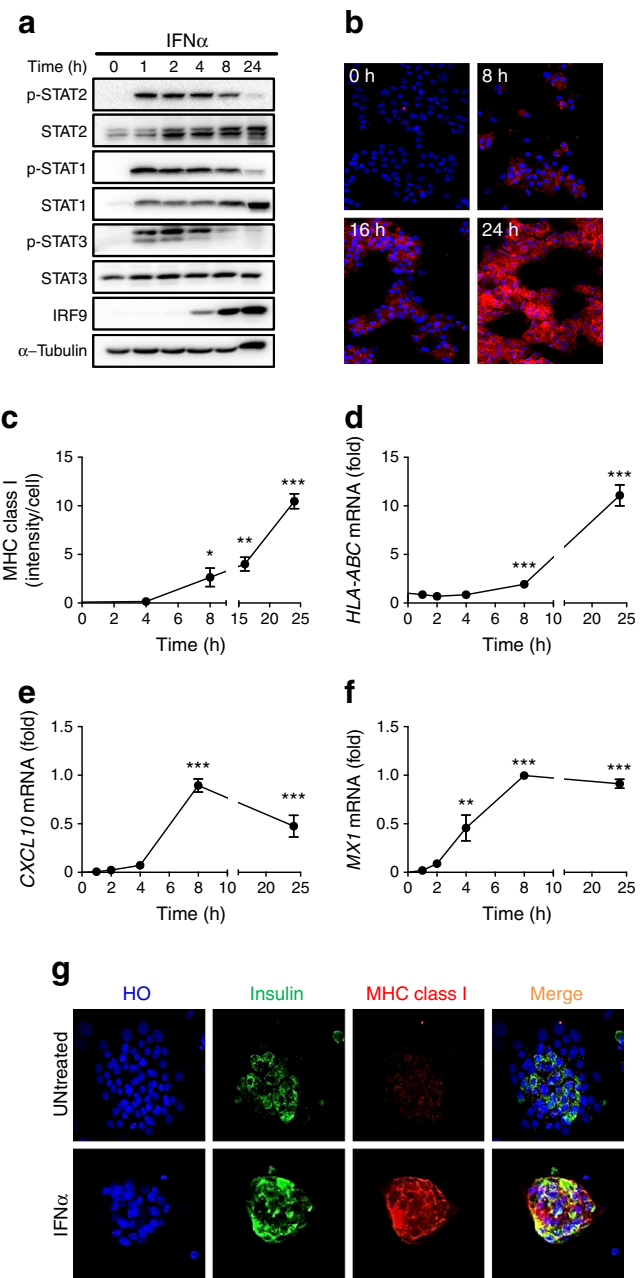 a
IFNα
Time (h) 0 1 2 4 8 24
p-STAT2
STAT2
p-STAT1
STAT1
p-STAT3
STAT3
IRF9
α–Tubulin
b
0 h
8 h
16 h
24 h
c
MHC class I
(intensity/cell)
15
10
5
0
*
**
***
0 2 4 6 8 15 20 25
Time (h)
d
HLA-ABC mRNA (fold)
15
10
5
0
***
***
0 2 4 6 8 10 20 25
Time (h)
e
CXCL10 mRNA (fold)
1.5
1.0
0.5
0
***
***
0 2 4 6 8 10 20 25
Time (h)
f
MX1 mRNA (fold)
1.5
1.0
0.5
0
**
***
***
0 2 4 6 8 10 20 25
Time (h)
g
HO Insulin MHC class I Merge
UNtreated
IFNα